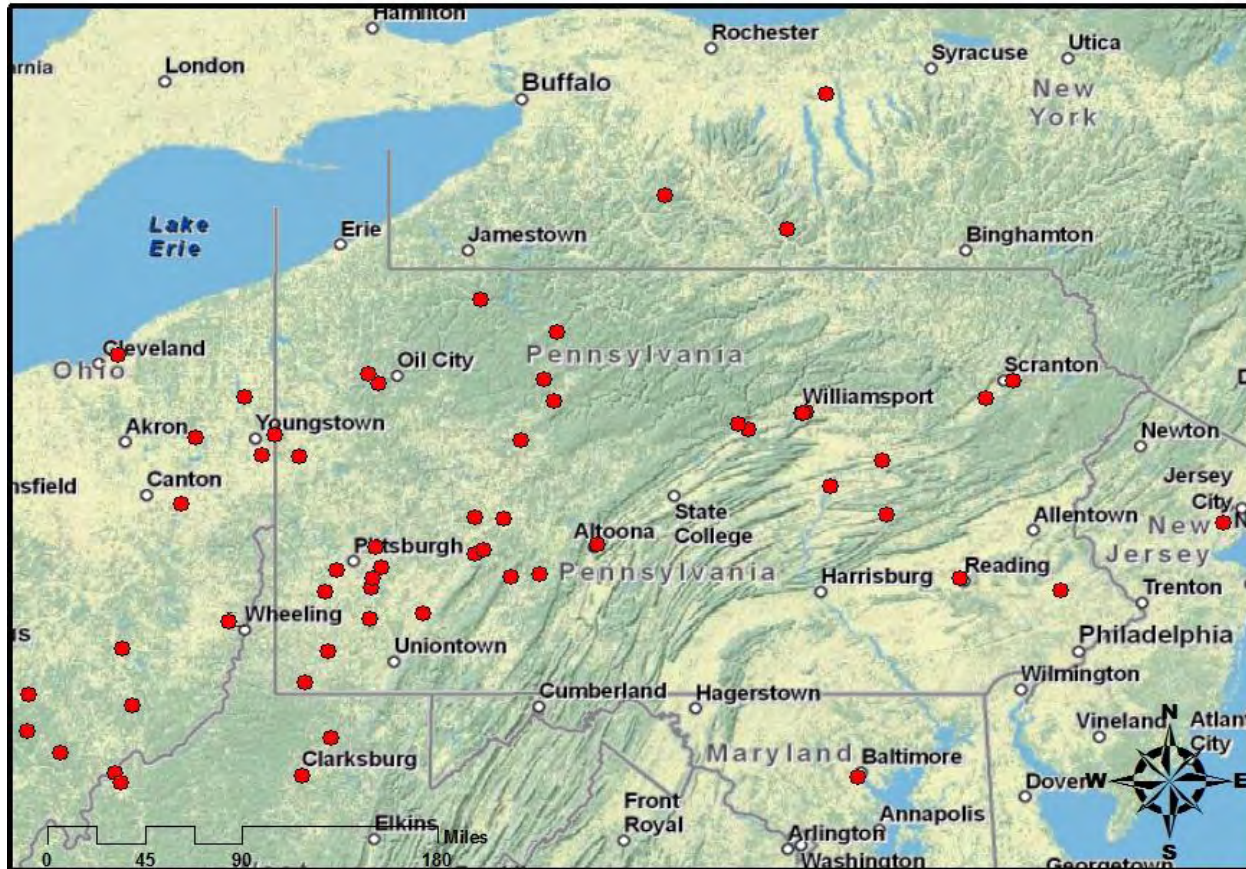 Hamilton
Rochester
Utica
Syracuse
arnia
London
Buffalo
New
York
Lake
Erie
Erie
Jamestown
Binghamton
Cleveland
Ohio
Oil City
Pennsylvania
Scranton
Williamsport
Akron
Youngstown
Newton
nsfield
Canton
State
College
Jersey
City
Allentown
New
Jersey
Altoona
Pittsburgh
Pennsylvania
Harrisburg
Reading
Trenton
Wheeling
Philadelphia
Uniontown
Wilmington
Cumberland
Hagerstown
Vineland
Atlant
City
N
W
E
S
Maryland
Baltimore
Clarksburg
Dover
Front
Royal
Annapolis
Elkins
Miles
0 45 90 180
Arlington
Washington
Georgetown